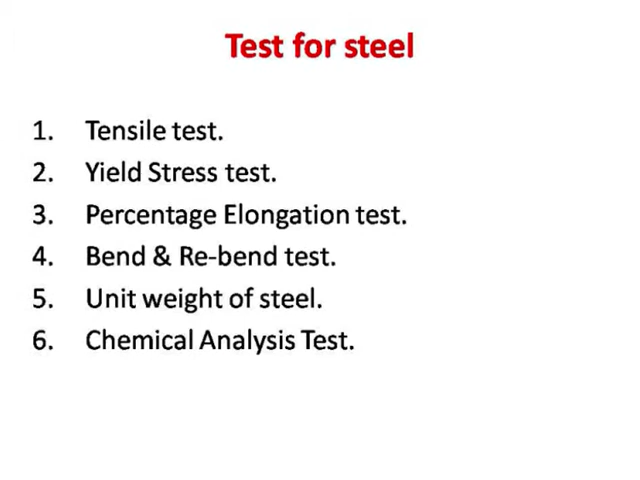 Test for steel
1. Tensile test.
2. Yield Stress test.
3. Percentage Elongation test.
4. Bend & Re-bend test.
5. Unit weight of steel.
6. Chemical Analysis Test.